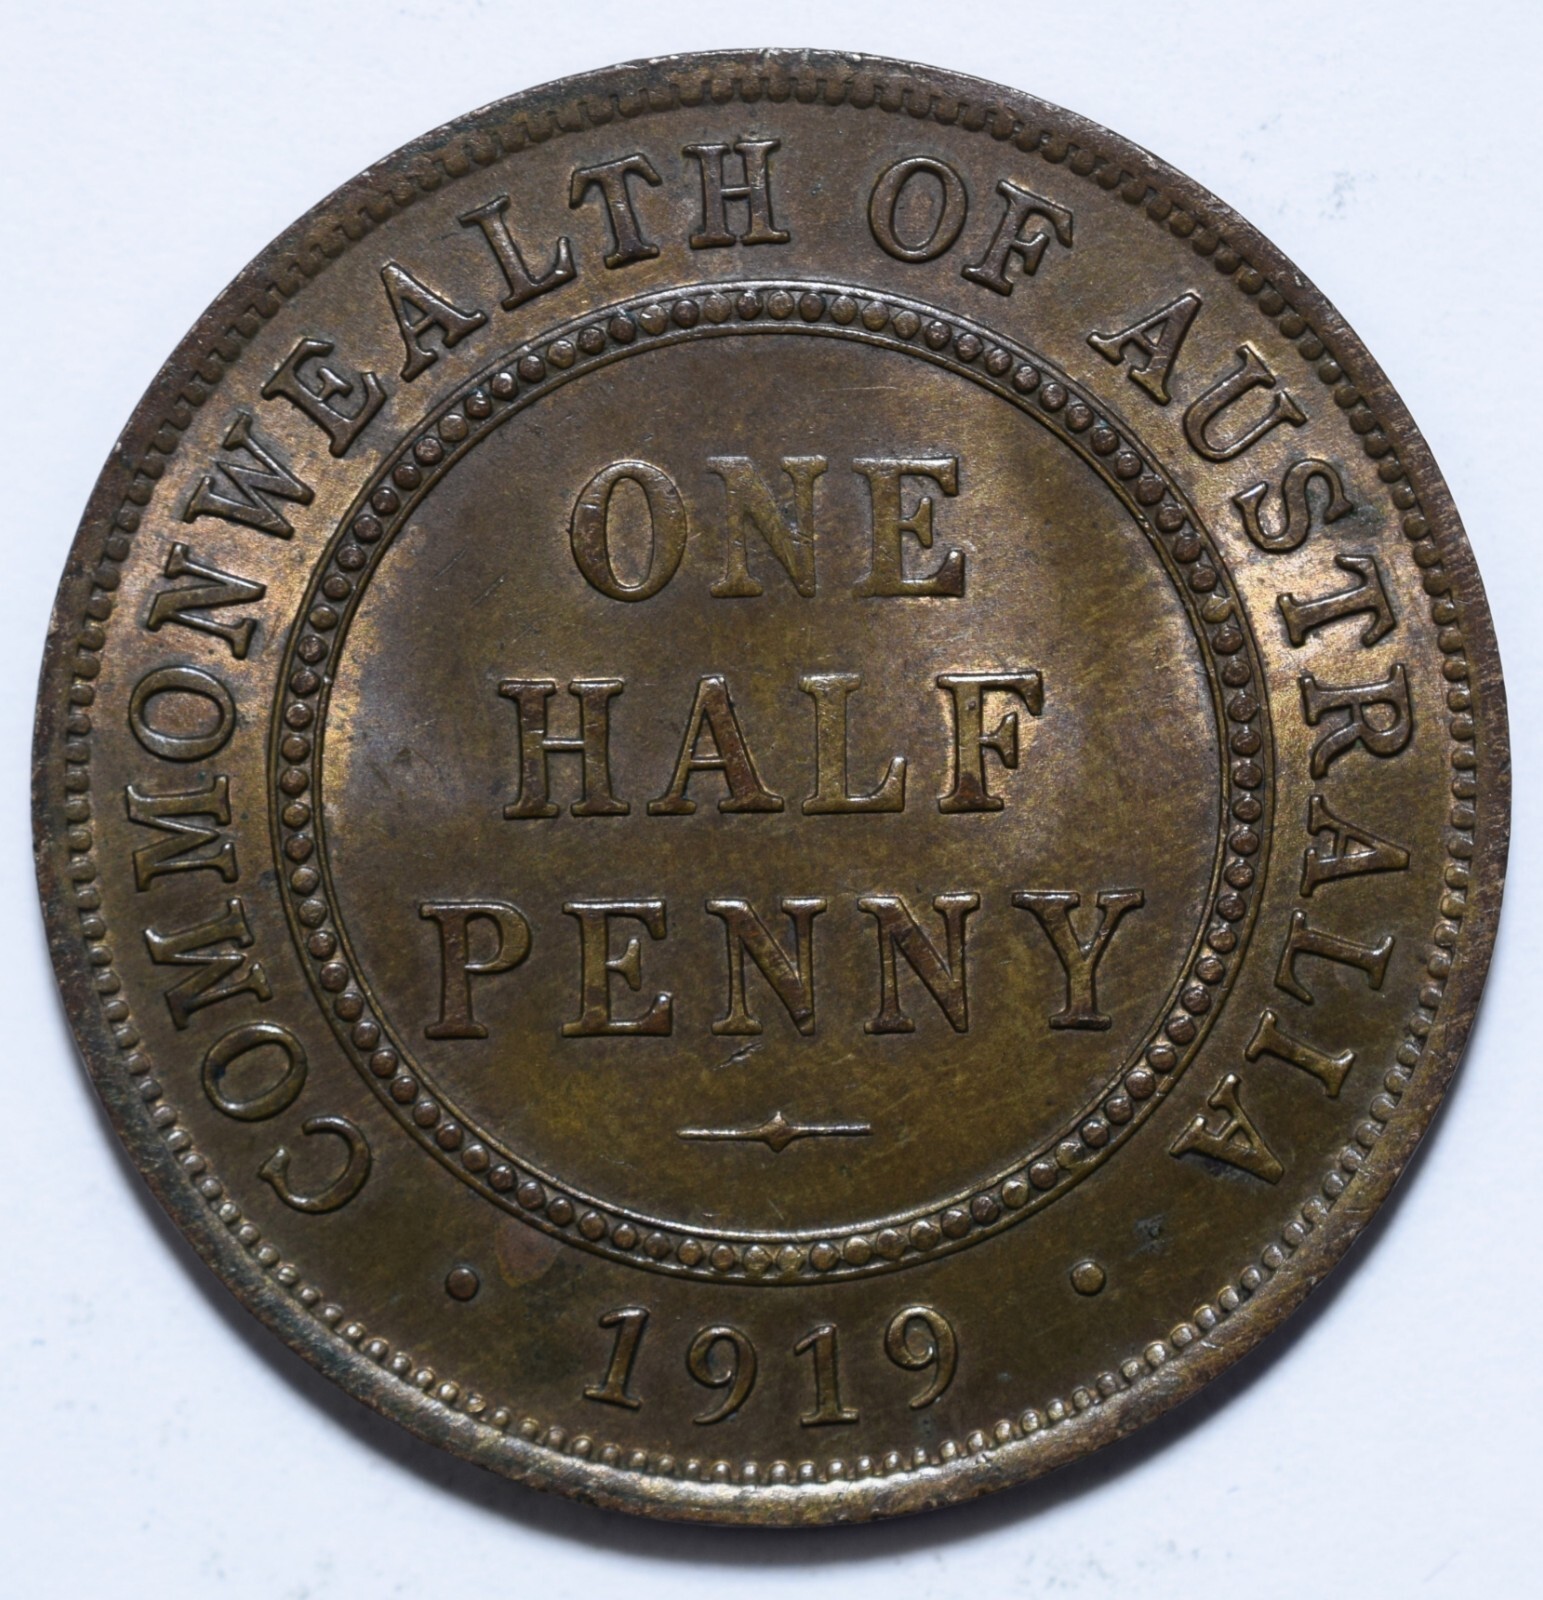 COMMONWEALTH OF AUSTRALIA
ONE
HALF
PENNY
· 1919 ·